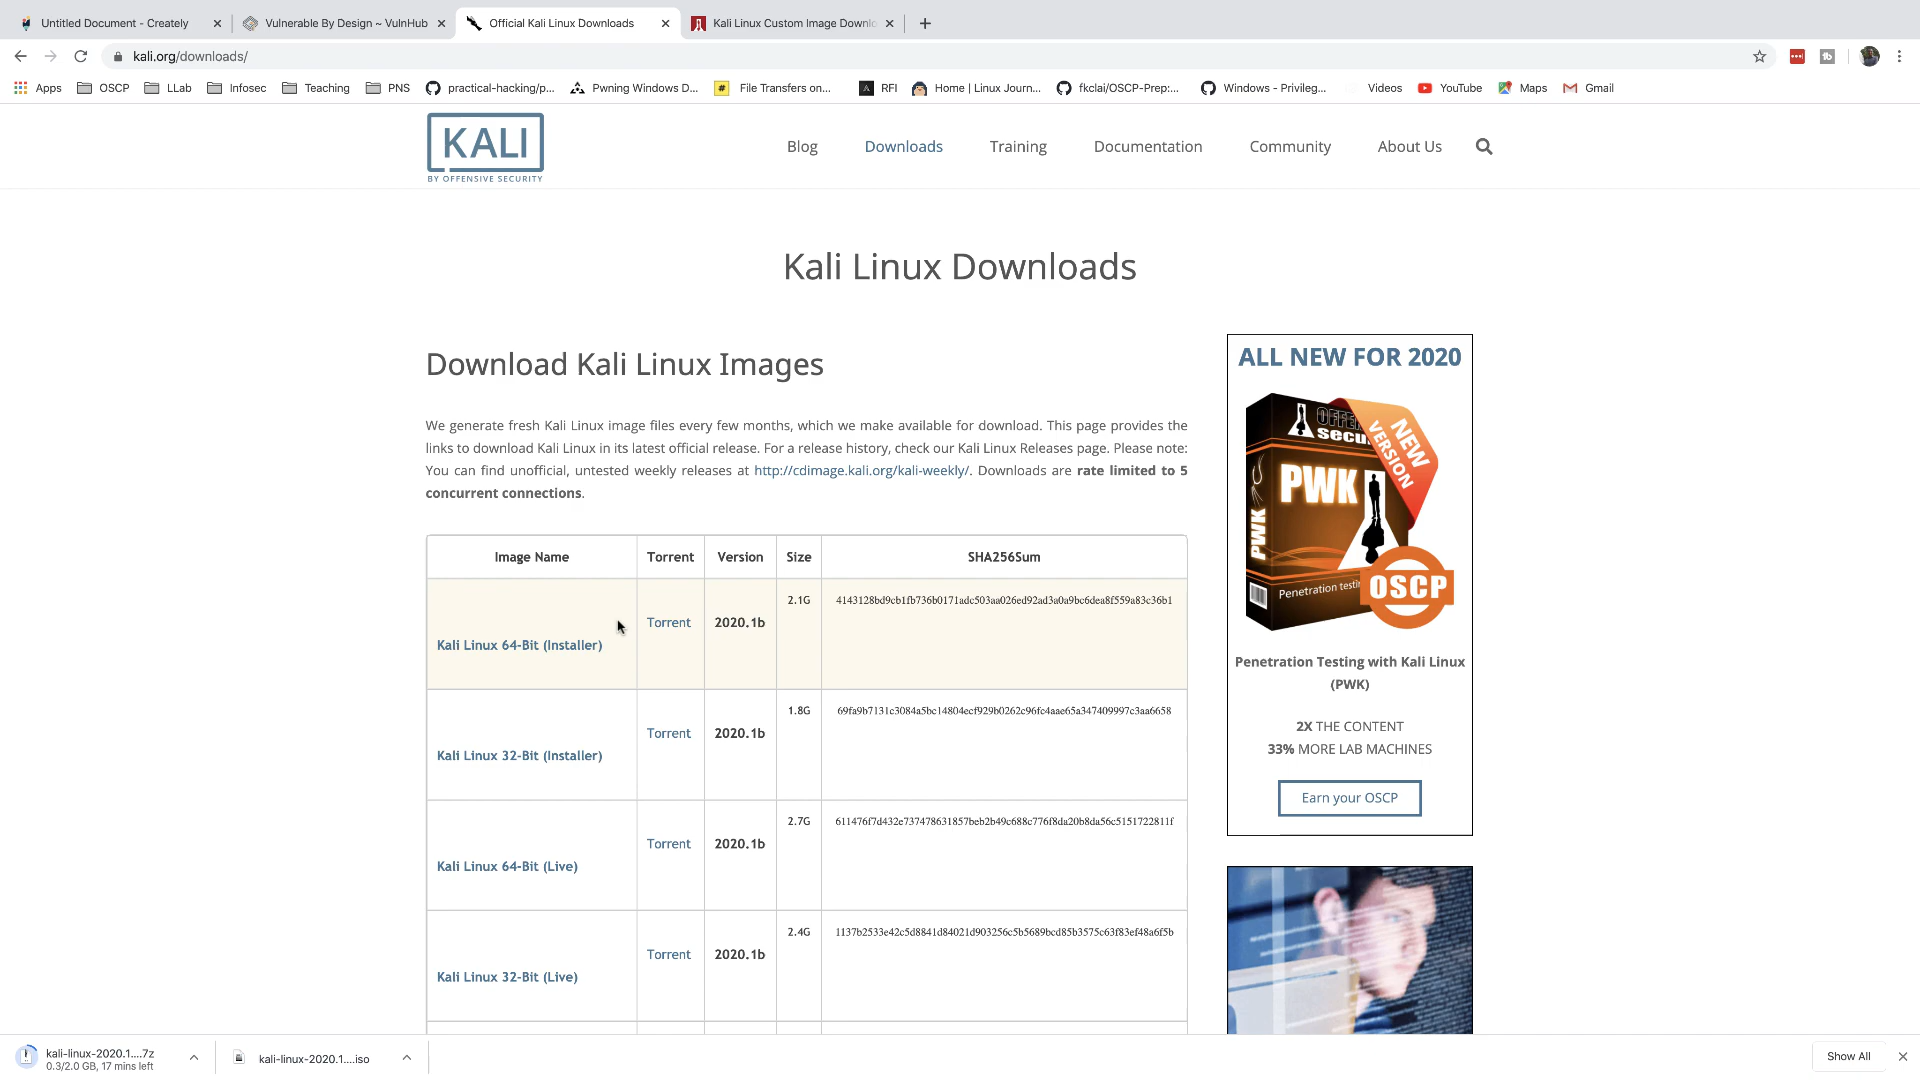 Untitled Document - Creately
Vulnerable By Design ~ VulnHub
Official Kali Linux Downloads
Kali Linux Custom Image Downlo
kali.org/downloads/
Apps
OSCP
LLab
Infosec
Teaching
PNS
practical-hacking/p...
Pwning Windows D...
File Transfers on...
RFI
Home | Linux Journ...
fkclai/OSCP-Prep:...
Windows - Privileg...
Videos
YouTube
Maps
Gmail
KALI
BY OFFENSIVE SECURITY
Blog
Downloads
Training
Documentation
Community
About Us
Kali Linux Downloads
Download Kali Linux Images
We generate fresh Kali Linux image files every few months, which we make available for download. This page provides the
links to download Kali Linux in its latest official release. For a release history, check our Kali Linux Releases page. Please note:
You can find unofficial, untested weekly releases at http://cdimage.kali.org/kali-weekly/. Downloads are rate limited to 5
concurrent connections.
Image Name Torrent Version Size SHA256Sum
Kali Linux 64-Bit (Installer) Torrent 2020.1b 2.1G 4143128bd9cb1fb736b0171adc503aa026ed92ad3a0a9bc6dea8f559a83c36b1
Kali Linux 32-Bit (Installer) Torrent 2020.1b 1.8G 69fa9b7131c3084a5bc14804ecf929b0262c96fc4aae65a347409997c3aa6658
Kali Linux 64-Bit (Live) Torrent 2020.1b 2.7G 611476f7d432e737478631857beb2b49c688c776f8da20b8da56c5151722811f
Kali Linux 32-Bit (Live) Torrent 2020.1b 2.4G 1137b2533e42c5d8841d84021d903256c5b5689bcd85b3575c63f83ef48a6f5b
ALL NEW FOR 2020
NEW
VERSION
PWK
PWK
OSCP
Penetration Testing with Kali Linux
(PWK)
2X THE CONTENT
33% MORE LAB MACHINES
Earn your OSCP
kali-linux-2020.1....7z
0.3/2.0 GB, 17 mins left
kali-linux-2020.1....iso
Show All